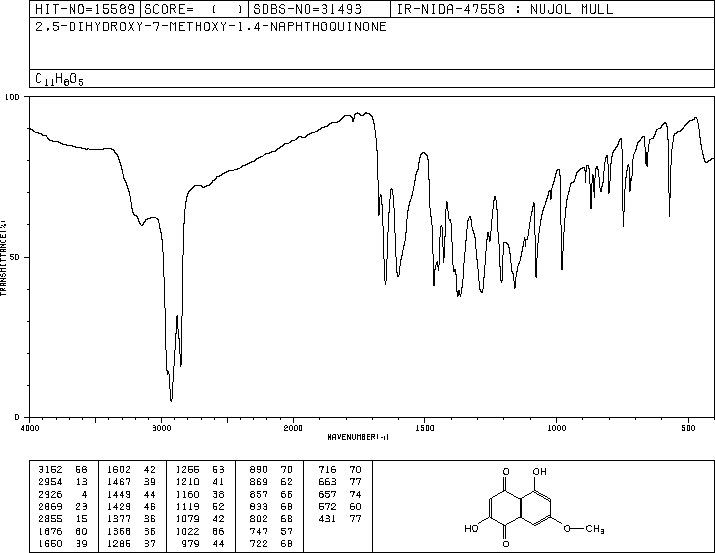 HIT-NO=15589 SCORE= ( ) SDBS-NO=31493 IR-NIDA-47558 : NUJOL MULL
2,5-DIHYDROXY-7-METHOXY-1,4-NAPHTHOQUINONE
C11H8O5
100
50
0
TRANSMITTANCE(%)
4000 3000 2000 1500 1000 500
WAVENUMBER(-1)
3152 58 1602 42 1256 53 890 70 716 70
2954 13 1467 39 1210 41 869 62 663 77
2926 4 1449 44 1160 38 857 66 657 74
2869 29 1429 46 1119 52 833 68 572 60
2855 15 1377 36 1079 42 802 68 431 77
1676 60 1368 36 1022 66 747 57
1650 39 1286 37 979 44 722 68
O OH
HO O—CH3
O